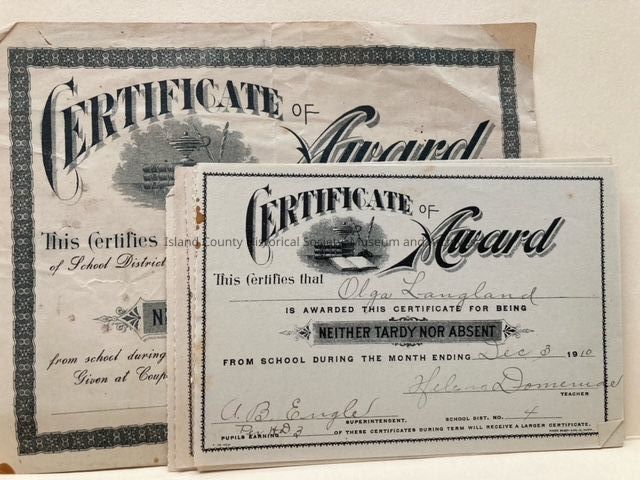 CERTIFICATE OF Award
This Certifies
of School District
from school during
Given at Coup
Island County Historical Society Museum and
CERTIFICATE OF Award
This Certifies that
Olga Langland
IS AWARDED THIS CERTIFICATE FOR BEING
NEITHER TARDY NOR ABSENT
FROM SCHOOL DURING THE MONTH ENDING Dec 3 1910
Helena
TEACHER
A. B. Engle
SUPERINTENDENT. SCHOOL DIST. NO. 4
PUPILS EARNING OF THESE CERTIFICATES DURING TERM WILL RECEIVE A LARGER CERTIFICATE.